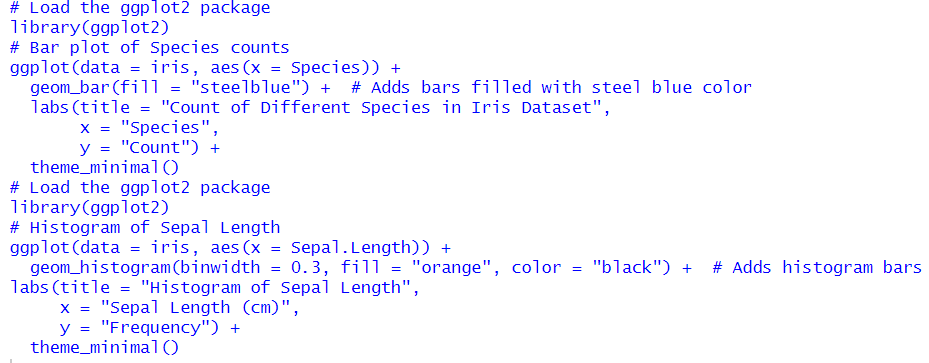 # Load the ggplot2 package
library(ggplot2)
# Bar plot of Species counts
ggplot(data = iris, aes(x = Species)) +
  geom_bar(fill = "steelblue") +  # Adds bars filled with steel blue color
  labs(title = "Count of Different Species in Iris Dataset",
       x = "Species",
       y = "Count") +
  theme_minimal()
# Load the ggplot2 package
library(ggplot2)
# Histogram of Sepal Length
ggplot(data = iris, aes(x = Sepal.Length)) +
  geom_histogram(binwidth = 0.3, fill = "orange", color = "black") +  # Adds histogram bars
labs(title = "Histogram of Sepal Length",
     x = "Sepal Length (cm)",
     y = "Frequency") +
  theme_minimal()